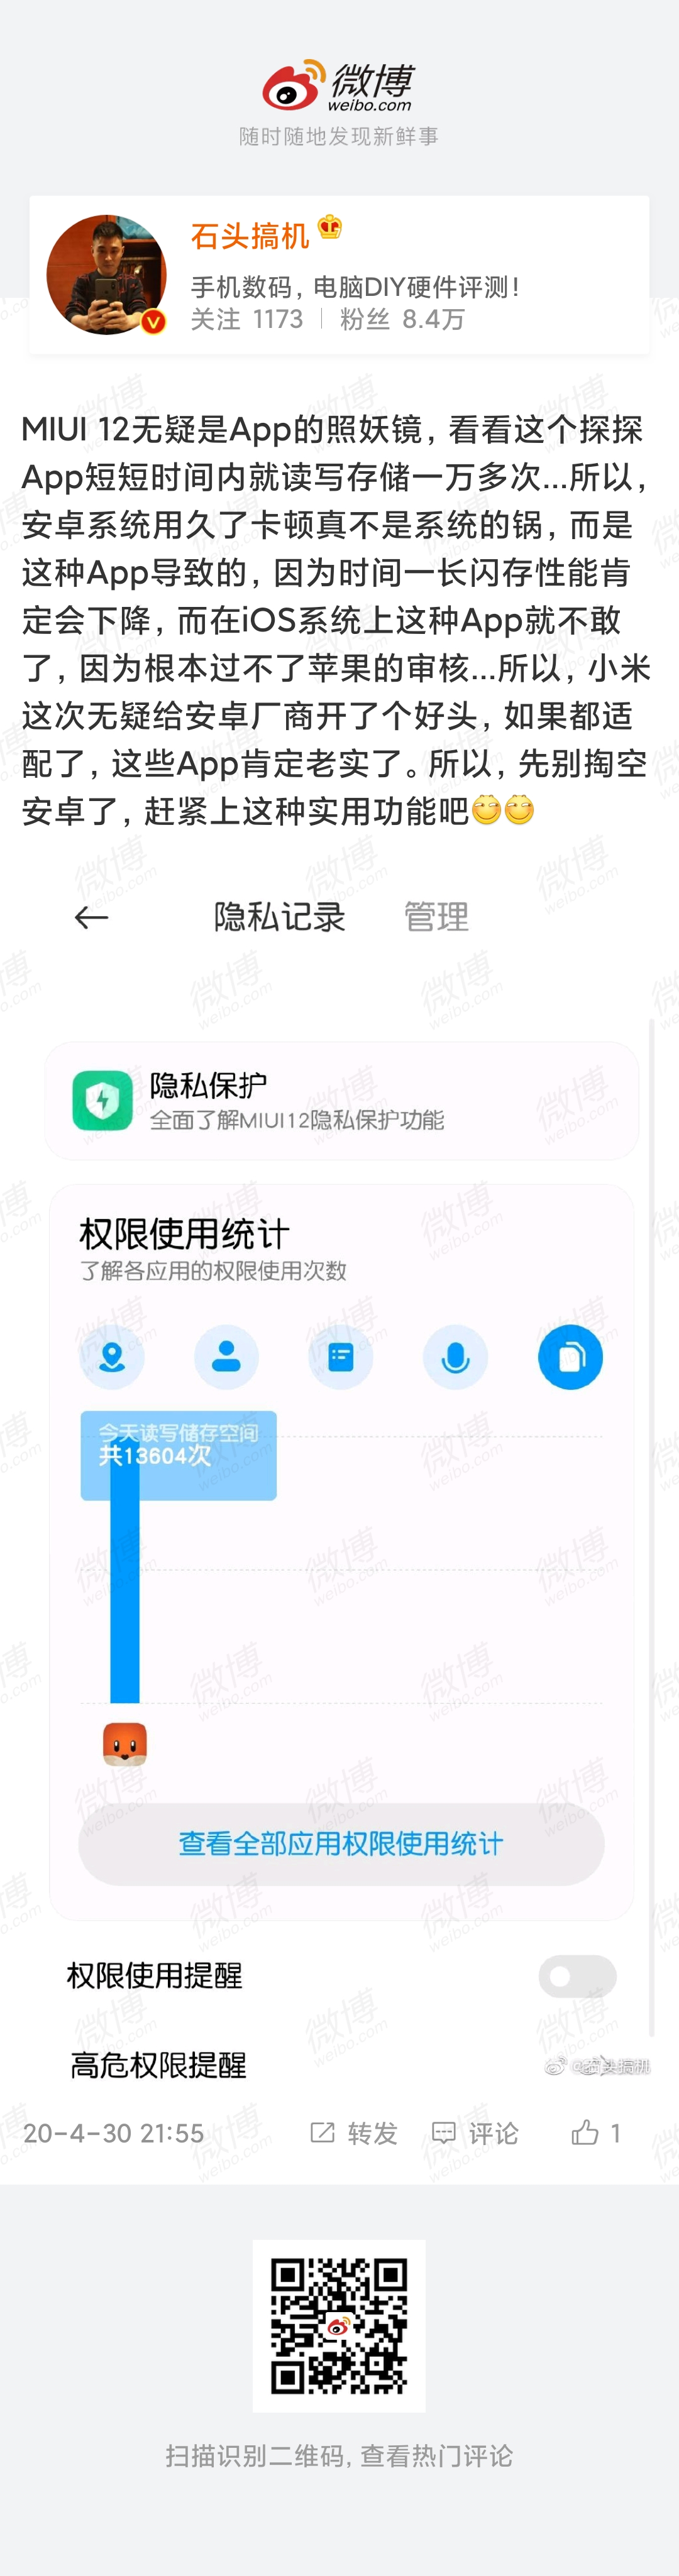 微博
weibo.com
随时随地发现新鲜事
石头搞机
手机数码，电脑DIY硬件评测！
关注 1173 | 粉丝 8.4万
MIUI 12无疑是App的照妖镜，看看这个探探
App短短时间内就读写存储一万多次...所以，
安卓系统用久了卡顿真不是系统的锅，而是
这种App导致的，因为时间一长闪存性能肯
定会下降，而在iOS系统上这种App就不敢
了，因为根本过不了苹果的审核...所以，小米
这次无疑给安卓厂商开了个好头，如果都适
配了，这些App肯定老实了。所以，先别掏空
安卓了，赶紧上这种实用功能吧
隐私记录 管理
隐私保护
全面了解MIUI12隐私保护功能
权限使用统计
了解各应用的权限使用次数
今天读写储存空间
共13604次
查看全部应用权限使用统计
权限使用提醒
高危权限提醒
@石头搞机
20-4-30 21:55 转发 评论 1
扫描识别二维码，查看热门评论